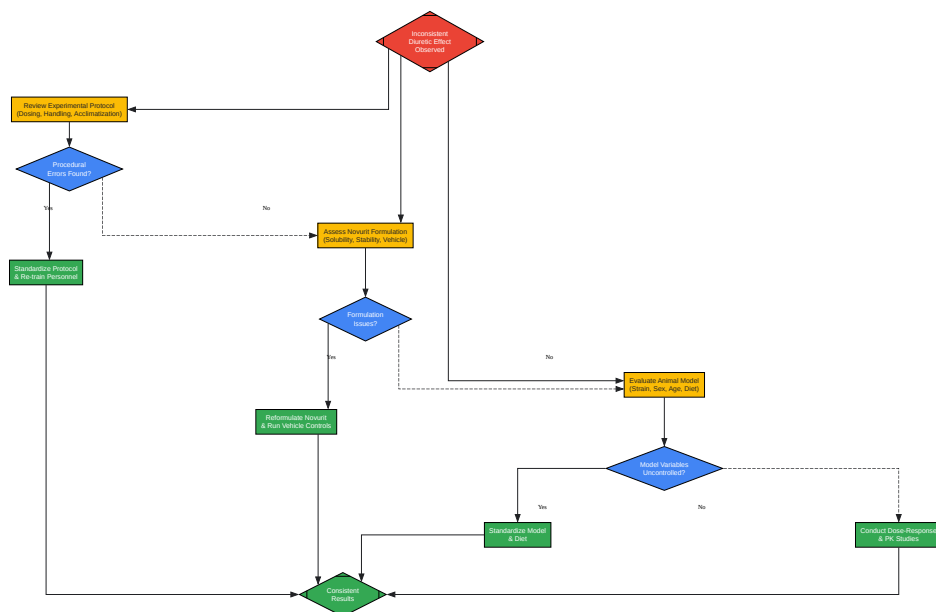 Inconsistent
Diuretic Effect
Observed
Review Experimental Protocol
(Dosing, Handling, Acclimatization)
Procedural
Errors Found?
Yes
No
Assess Novurit Formulation
(Solubility, Stability, Vehicle)
Standardize Protocol
& Re-train Personnel
Formulation
Issues?
Yes
No
Evaluate Animal Model
(Strain, Sex, Age, Diet)
Reformulate Novurit
& Run Vehicle Controls
Model Variables
Uncontrolled?
Yes
No
Standardize Model
& Diet
Conduct Dose-Response
& PK Studies
Consistent
Results